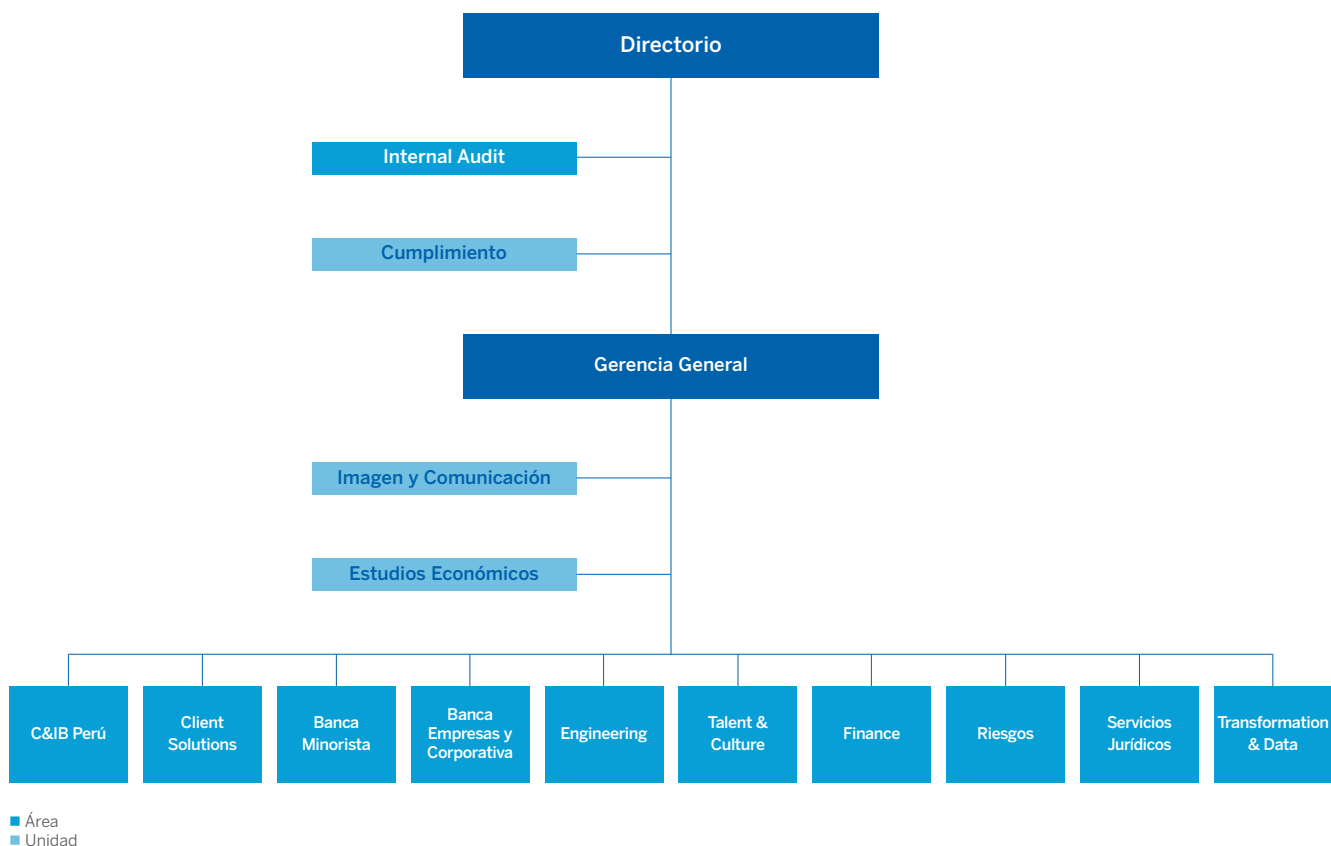 Directorio
Internal Audit
Cumplimiento
Gerencia General
Imagen y Comunicación
Estudios Económicos
C&IB Perú
Client
Solutions
Banca
Minorista
Banca
Empresas y
Corporativa
Engineering
Talent &
Culture
Finance
Riesgos
Servicios
Jurídicos
Transformation
& Data
Área
Unidad